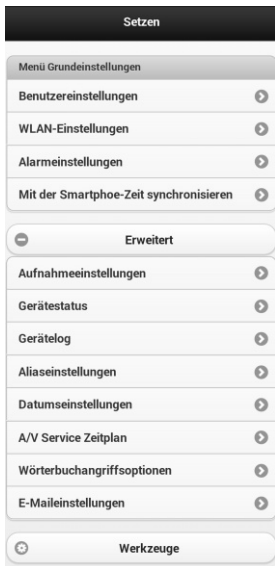 Setzen
Menü Grundeinstellungen
Benutzereinstellungen
WLAN-Einstellungen
Alarmeinstellungen
Mit der Smartphoe-Zeit synchronisieren
Erweitert
Aufnahmeeinstellungen
Gerätestatus
Gerätelog
Aliaseinstellungen
Datumseinstellungen
A/V Service Zeitplan
Wörterbuchangriffsoptionen
E-Maileinstellungen
Werkzeuge